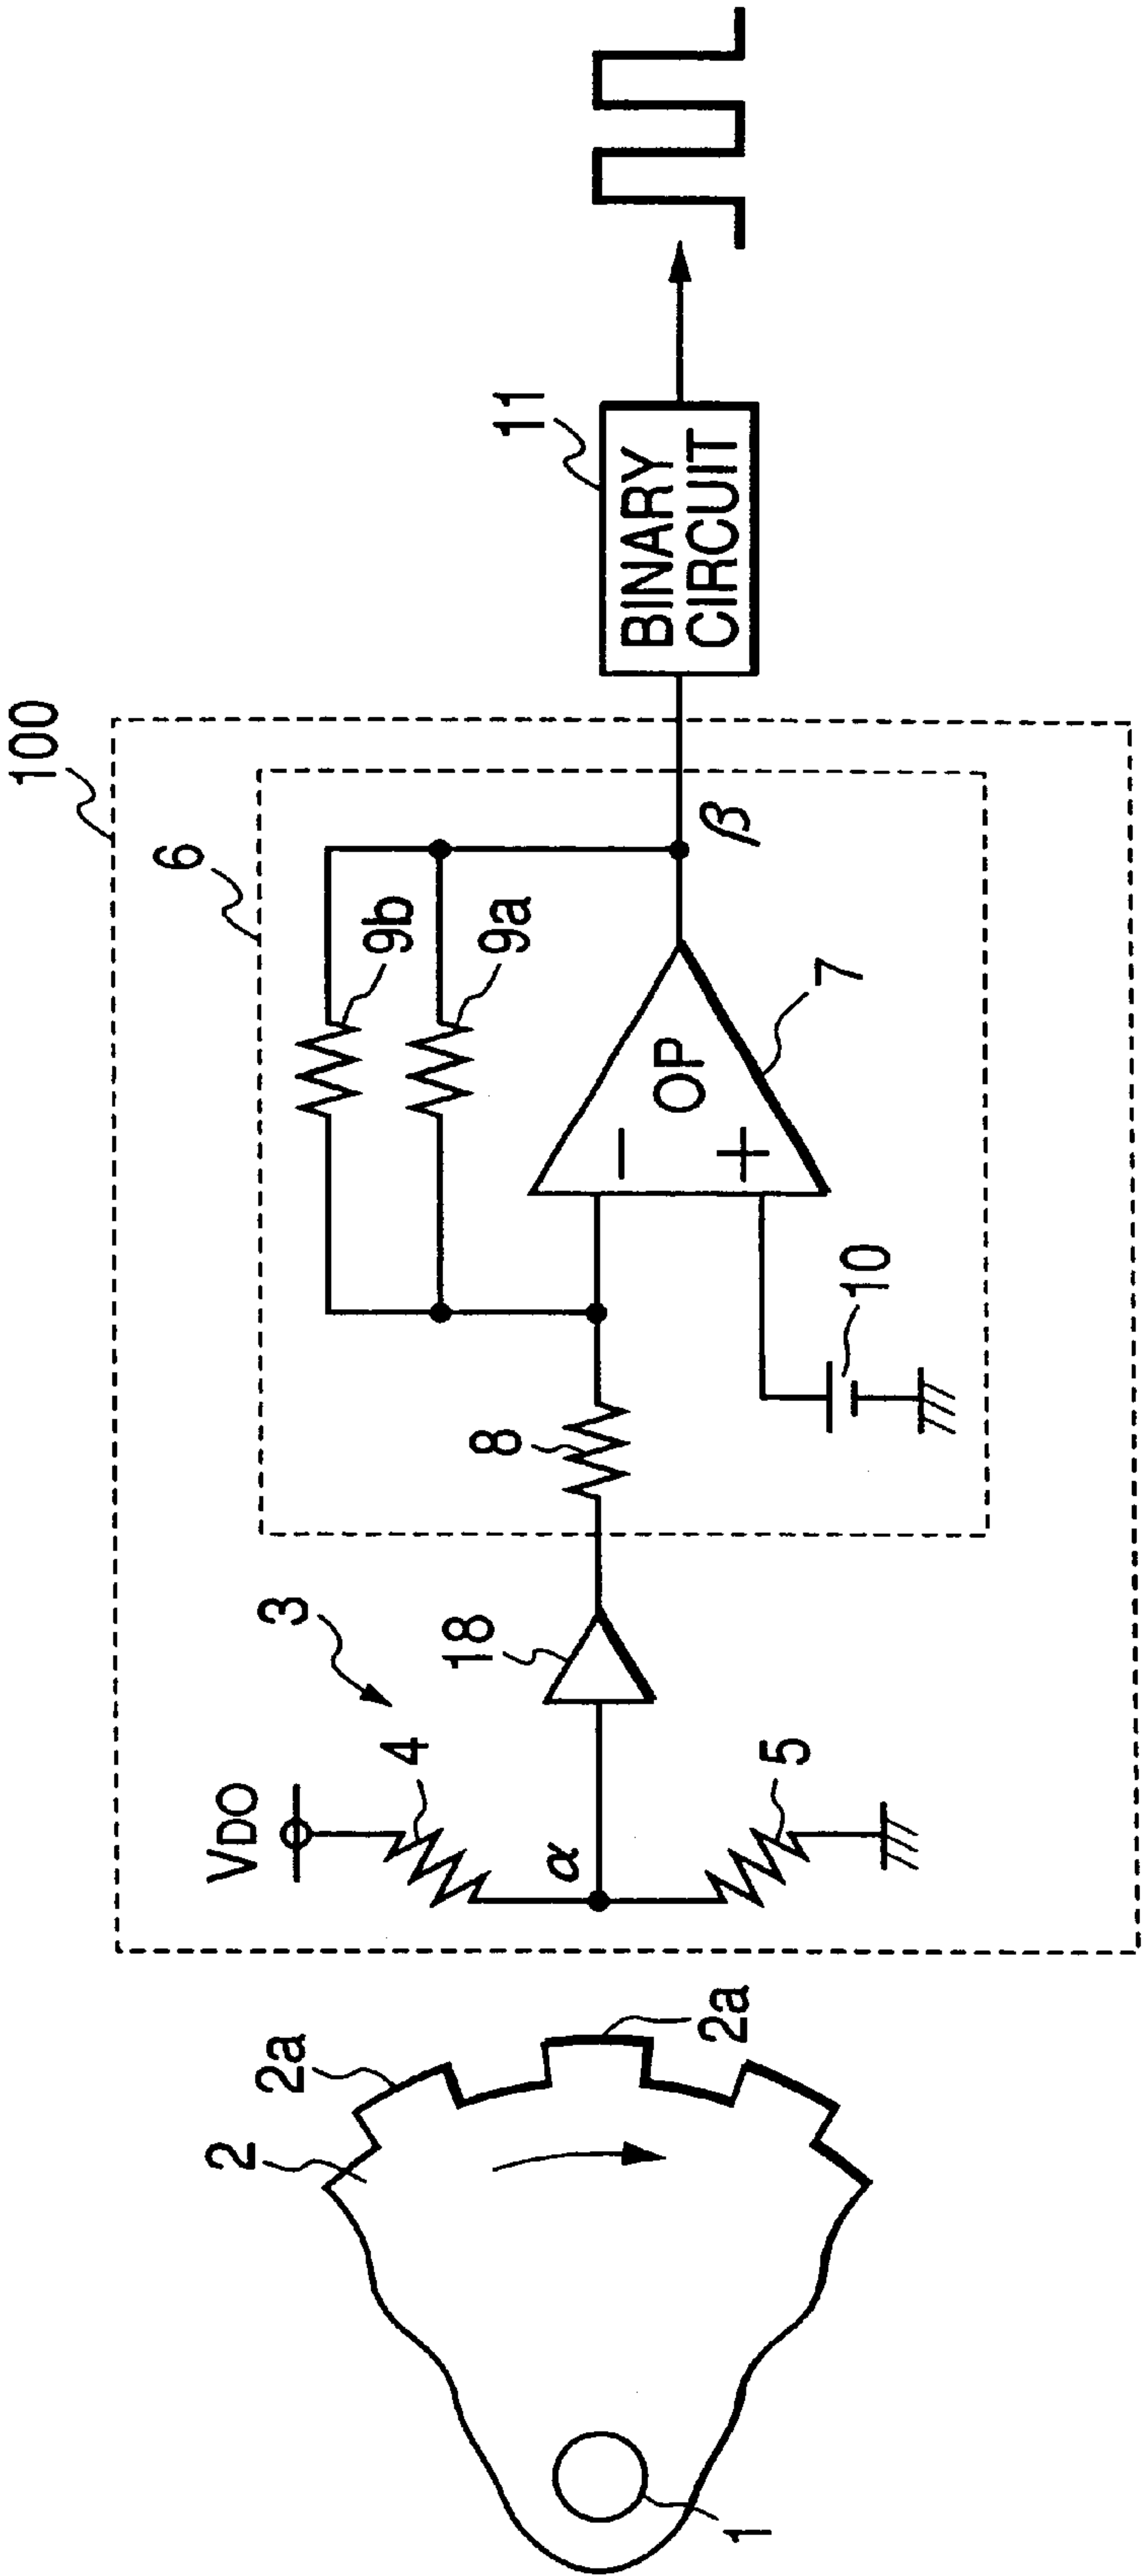 100
6
9b
9a
β
11
BINARY
CIRCUIT
OP
−
+
7
10
8
3
18
VDO
4
α
5
2
2a
2a
1